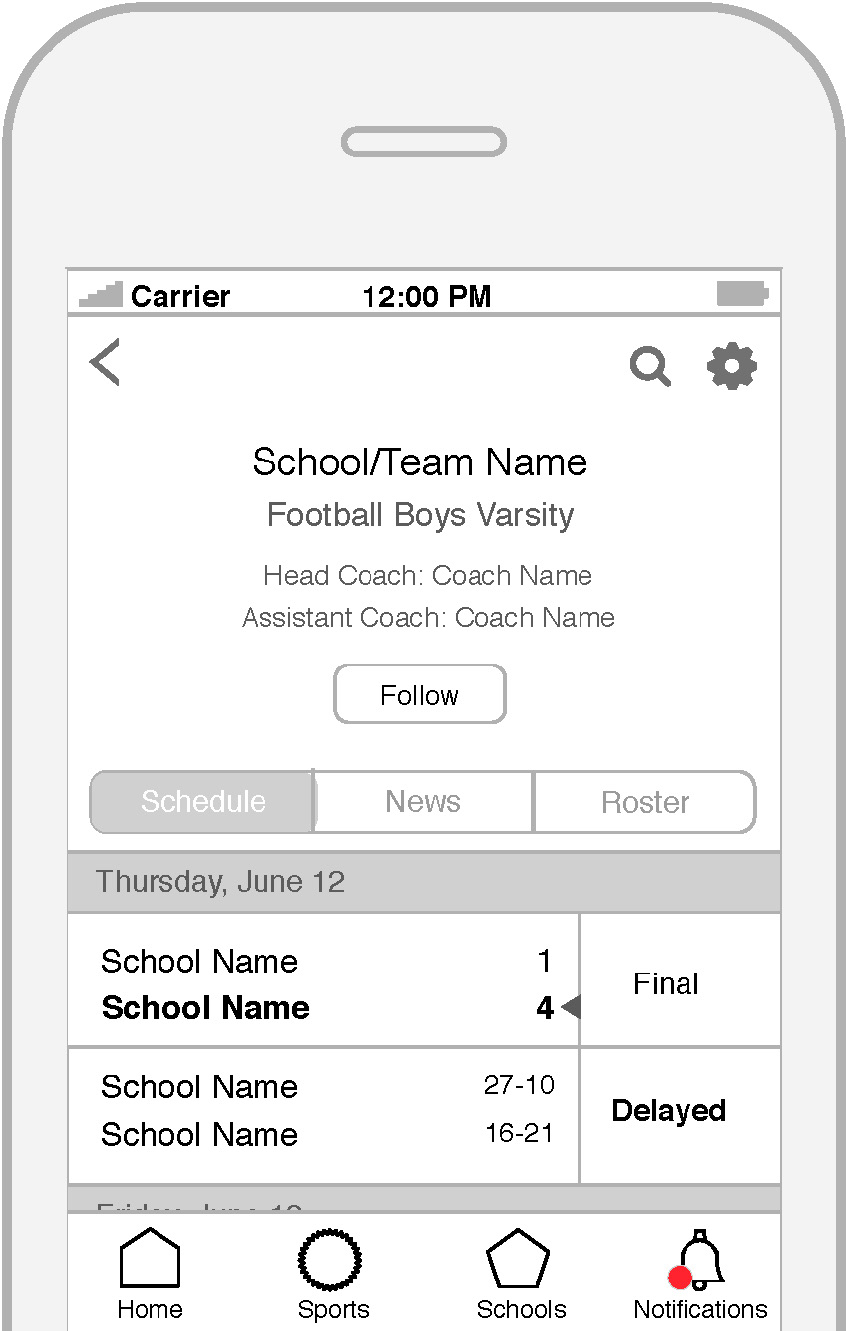 Carrier 12:00 PM
School/Team Name
Football Boys Varsity
Head Coach: Coach Name
Assistant Coach: Coach Name
Follow
Schedule News Roster
Thursday, June 12
School Name 1
School Name 4
Final
School Name 27-10
School Name 16-21
Delayed
Friday, June
Home Sports Schools Notifications